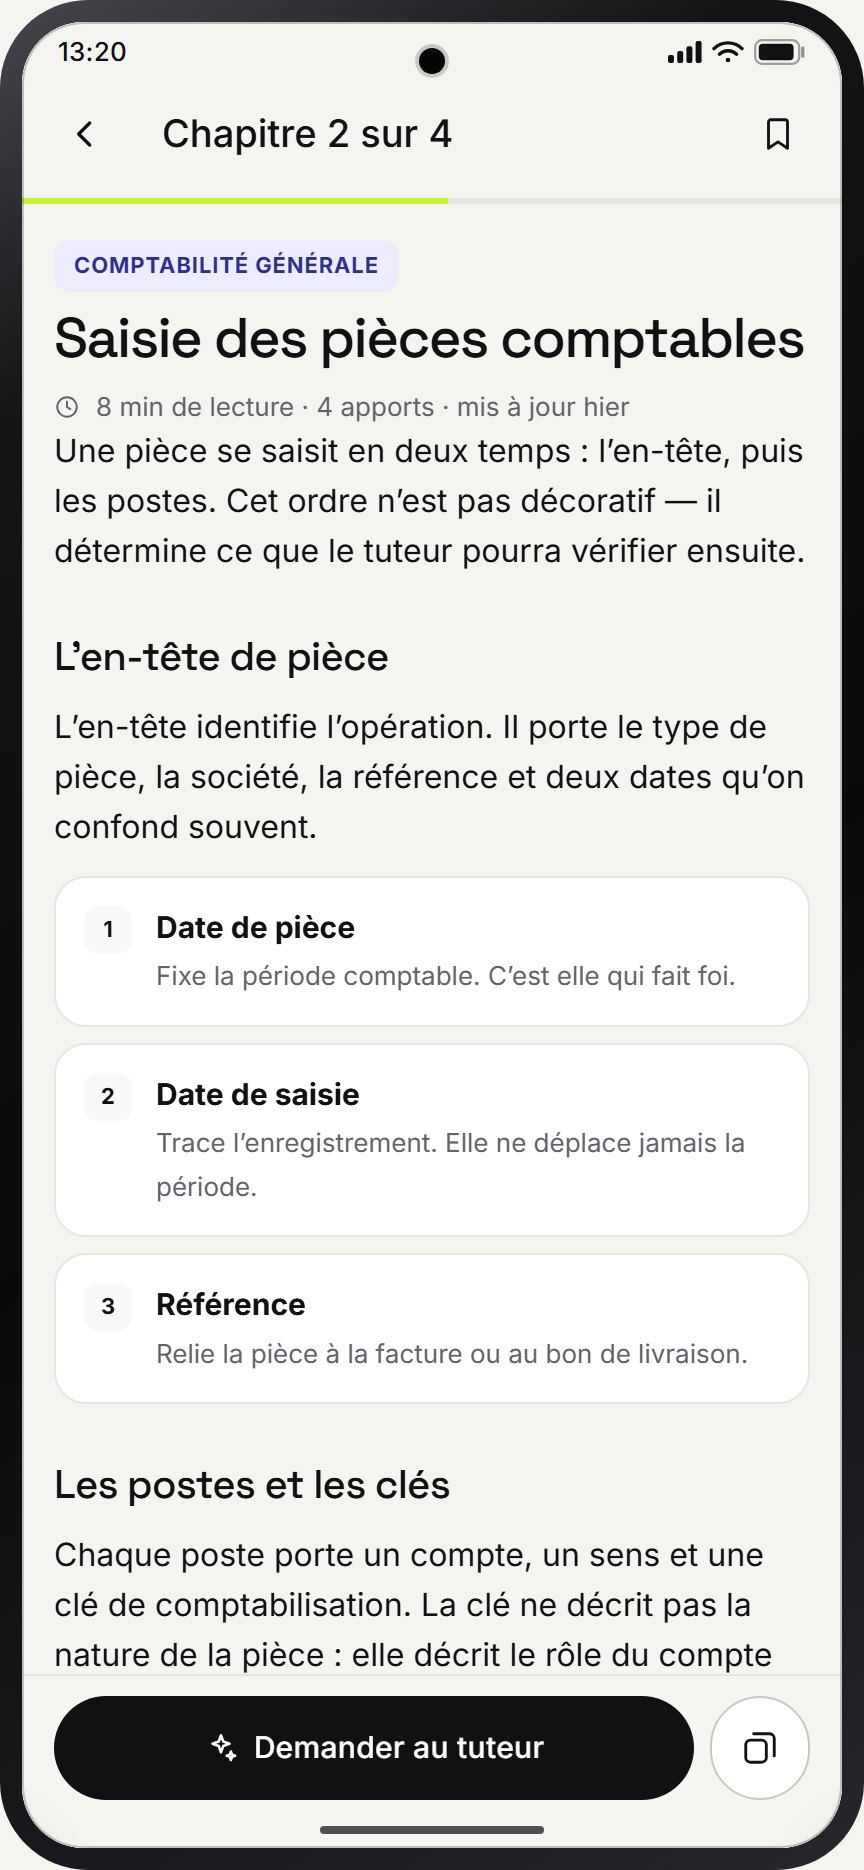 13:20
Chapitre 2 sur 4
COMPTABILITÉ GÉNÉRALE
Saisie des pièces comptables
8 min de lecture · 4 apports · mis à jour hier
Une pièce se saisit en deux temps : l’en-tête, puis
les postes. Cet ordre n’est pas décoratif — il
détermine ce que le tuteur pourra vérifier ensuite.
L’en-tête de pièce
L’en-tête identifie l’opération. Il porte le type de
pièce, la société, la référence et deux dates qu’on
confond souvent.
1
Date de pièce
Fixe la période comptable. C’est elle qui fait foi.
2
Date de saisie
Trace l’enregistrement. Elle ne déplace jamais la
période.
3
Référence
Relie la pièce à la facture ou au bon de livraison.
Les postes et les clés
Chaque poste porte un compte, un sens et une
clé de comptabilisation. La clé ne décrit pas la
nature de la pièce : elle décrit le rôle du compte
Demander au tuteur